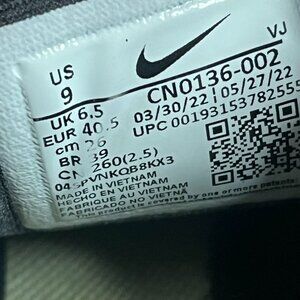 VJ
US
9
UK 6.5
EUR 40.5
cm 26
BR 39
CN 260(2.5)
CN0136-002
03/30/22 05/27/22
UPC 00193153782555
MADE IN VIETNAM
HECHO EN VIETNAM
FABRIQUÉ AU VIETNAM